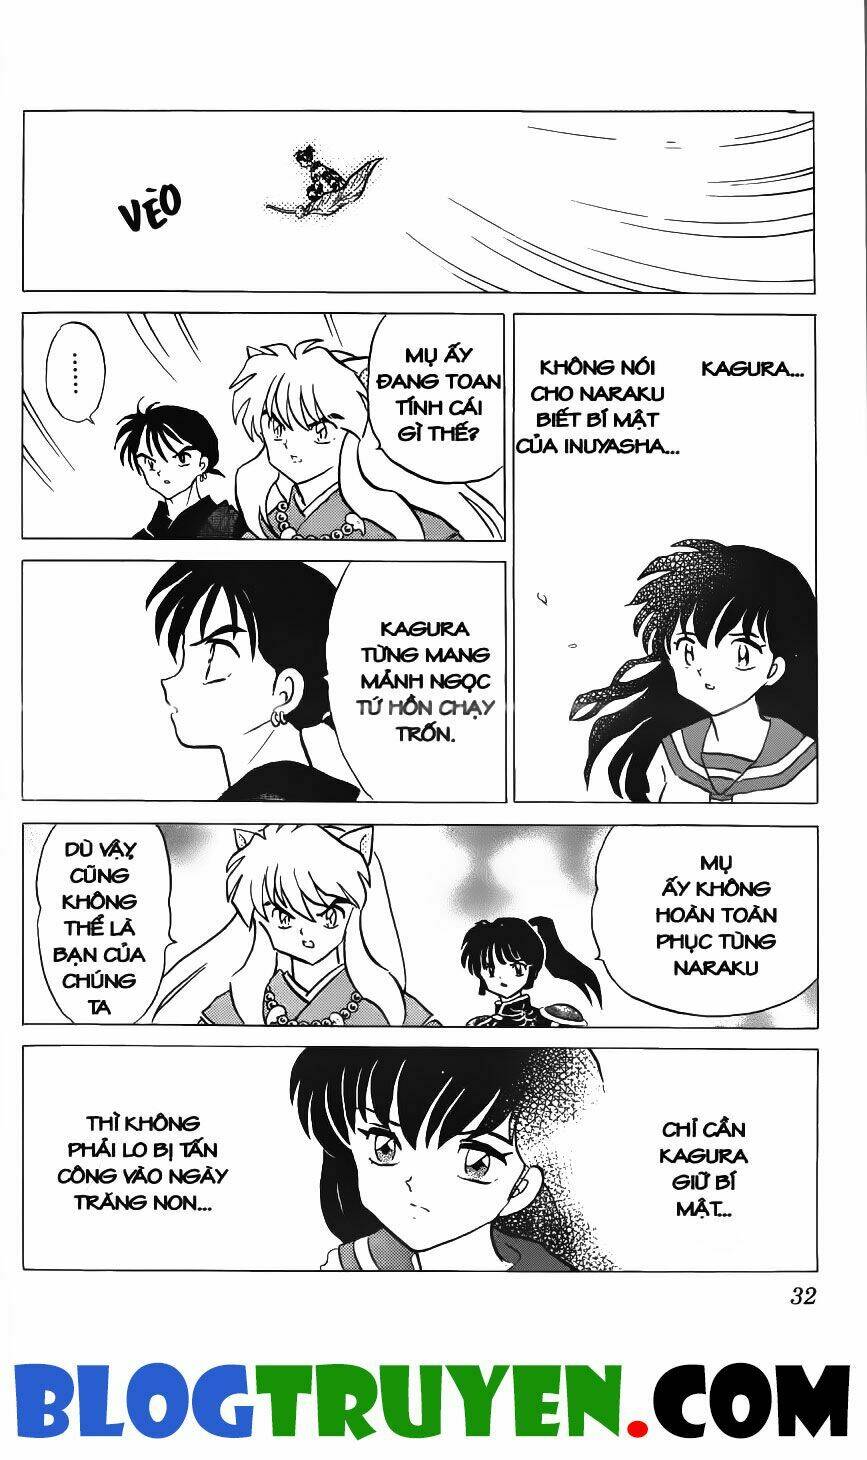 VÈO
KAGURA...
KHÔNG NÓI
CHO NARAKU
BIẾT BÍ MẬT
CỦA INUYASHA...
MỤ ẤY
ĐANG TOAN
TÍNH CÁI
GÌ THẾ?
......
KAGURA
TỪNG MANG
MẢNH NGỌC
TỨ HỒN CHẠY
TRỐN.
MỤ
ẤY KHÔNG
HOÀN TOÀN
PHỤC TÙNG
NARAKU
DÙ VẬY,
CŨNG
KHÔNG
THỂ LÀ
BẠN CỦA
CHÚNG
TA
CHỈ CẦN
KAGURA
GIỮ BÍ
MẬT...
THÌ KHÔNG
PHẢI LO BỊ TẤN
CÔNG VÀO NGÀY
TRĂNG NON...
32
BLOGTRUYEN.COM